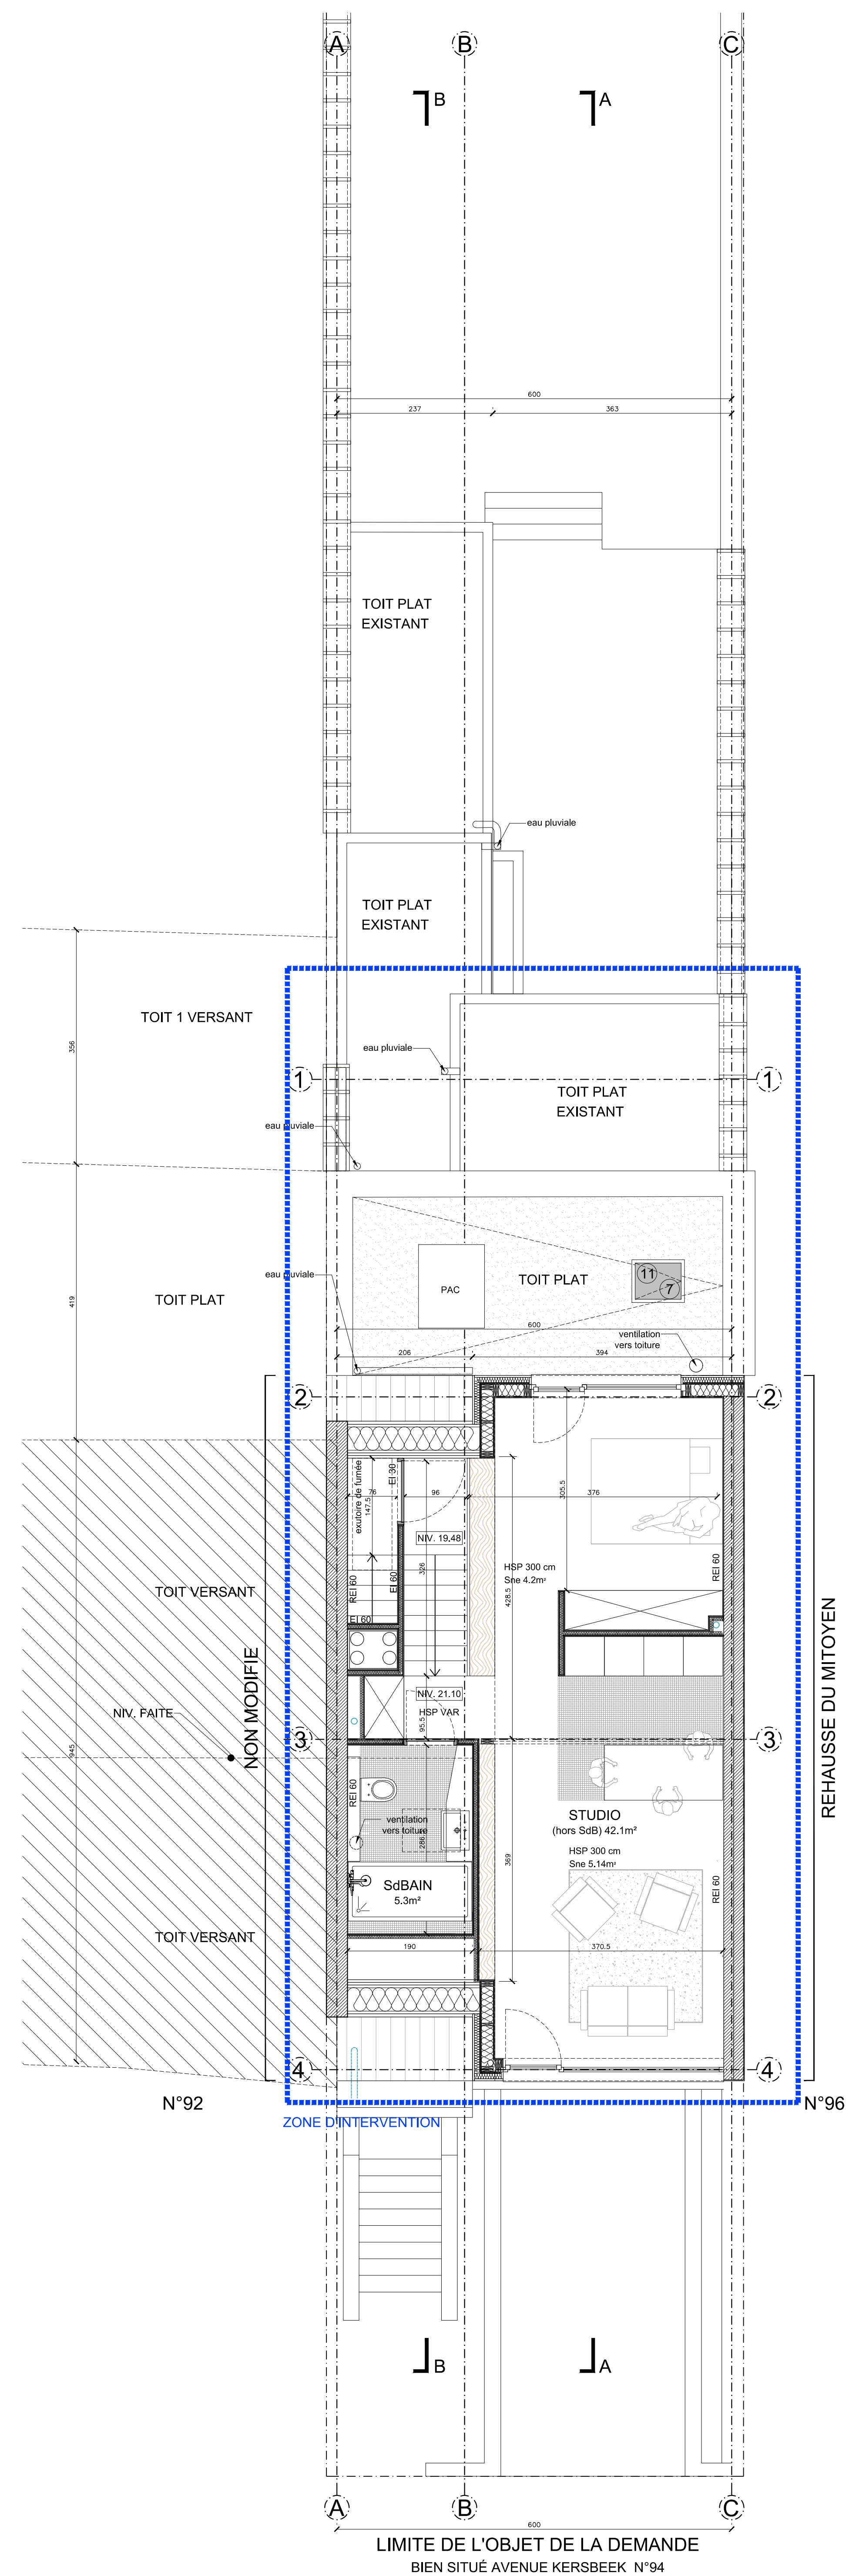 A
B
C
B
A
600
237
363
TOIT PLAT
EXISTANT
eau pluviale
TOIT PLAT
EXISTANT
356
TOIT 1 VERSANT
eau pluviale
1
1
TOIT PLAT
EXISTANT
eau pluviale
419
TOIT PLAT
eau pluviale
PAC
TOIT PLAT
11
7
600
ventilation
vers toiture
206
394
2
2
exutoire de fumée
EI 30
76
147.5
96
305.5
376
NIV. 19,48
326
HSP 300 cm
Sne 4.2m²
428.5
REI 60
EI 60
REI 60
EI 60
TOIT VERSANT
NON MODIFIE
REHAUSSE DU MITOYEN
NIV. 21.10
HSP VAR
95.5
NIV. FAITE
3
3
945
REI 60
ventilation
vers toiture
STUDIO
(hors SdB) 42.1m²
HSP 300 cm
Sne 5.14m²
369
REI 60
SdBAIN
5.3m²
TOIT VERSANT
190
370.5
4
4
N°92
N°96
ZONE D'INTERVENTION
B
A
A
B
C
600
LIMITE DE L'OBJET DE LA DEMANDE
BIEN SITUÉ AVENUE KERSBEEK N°94